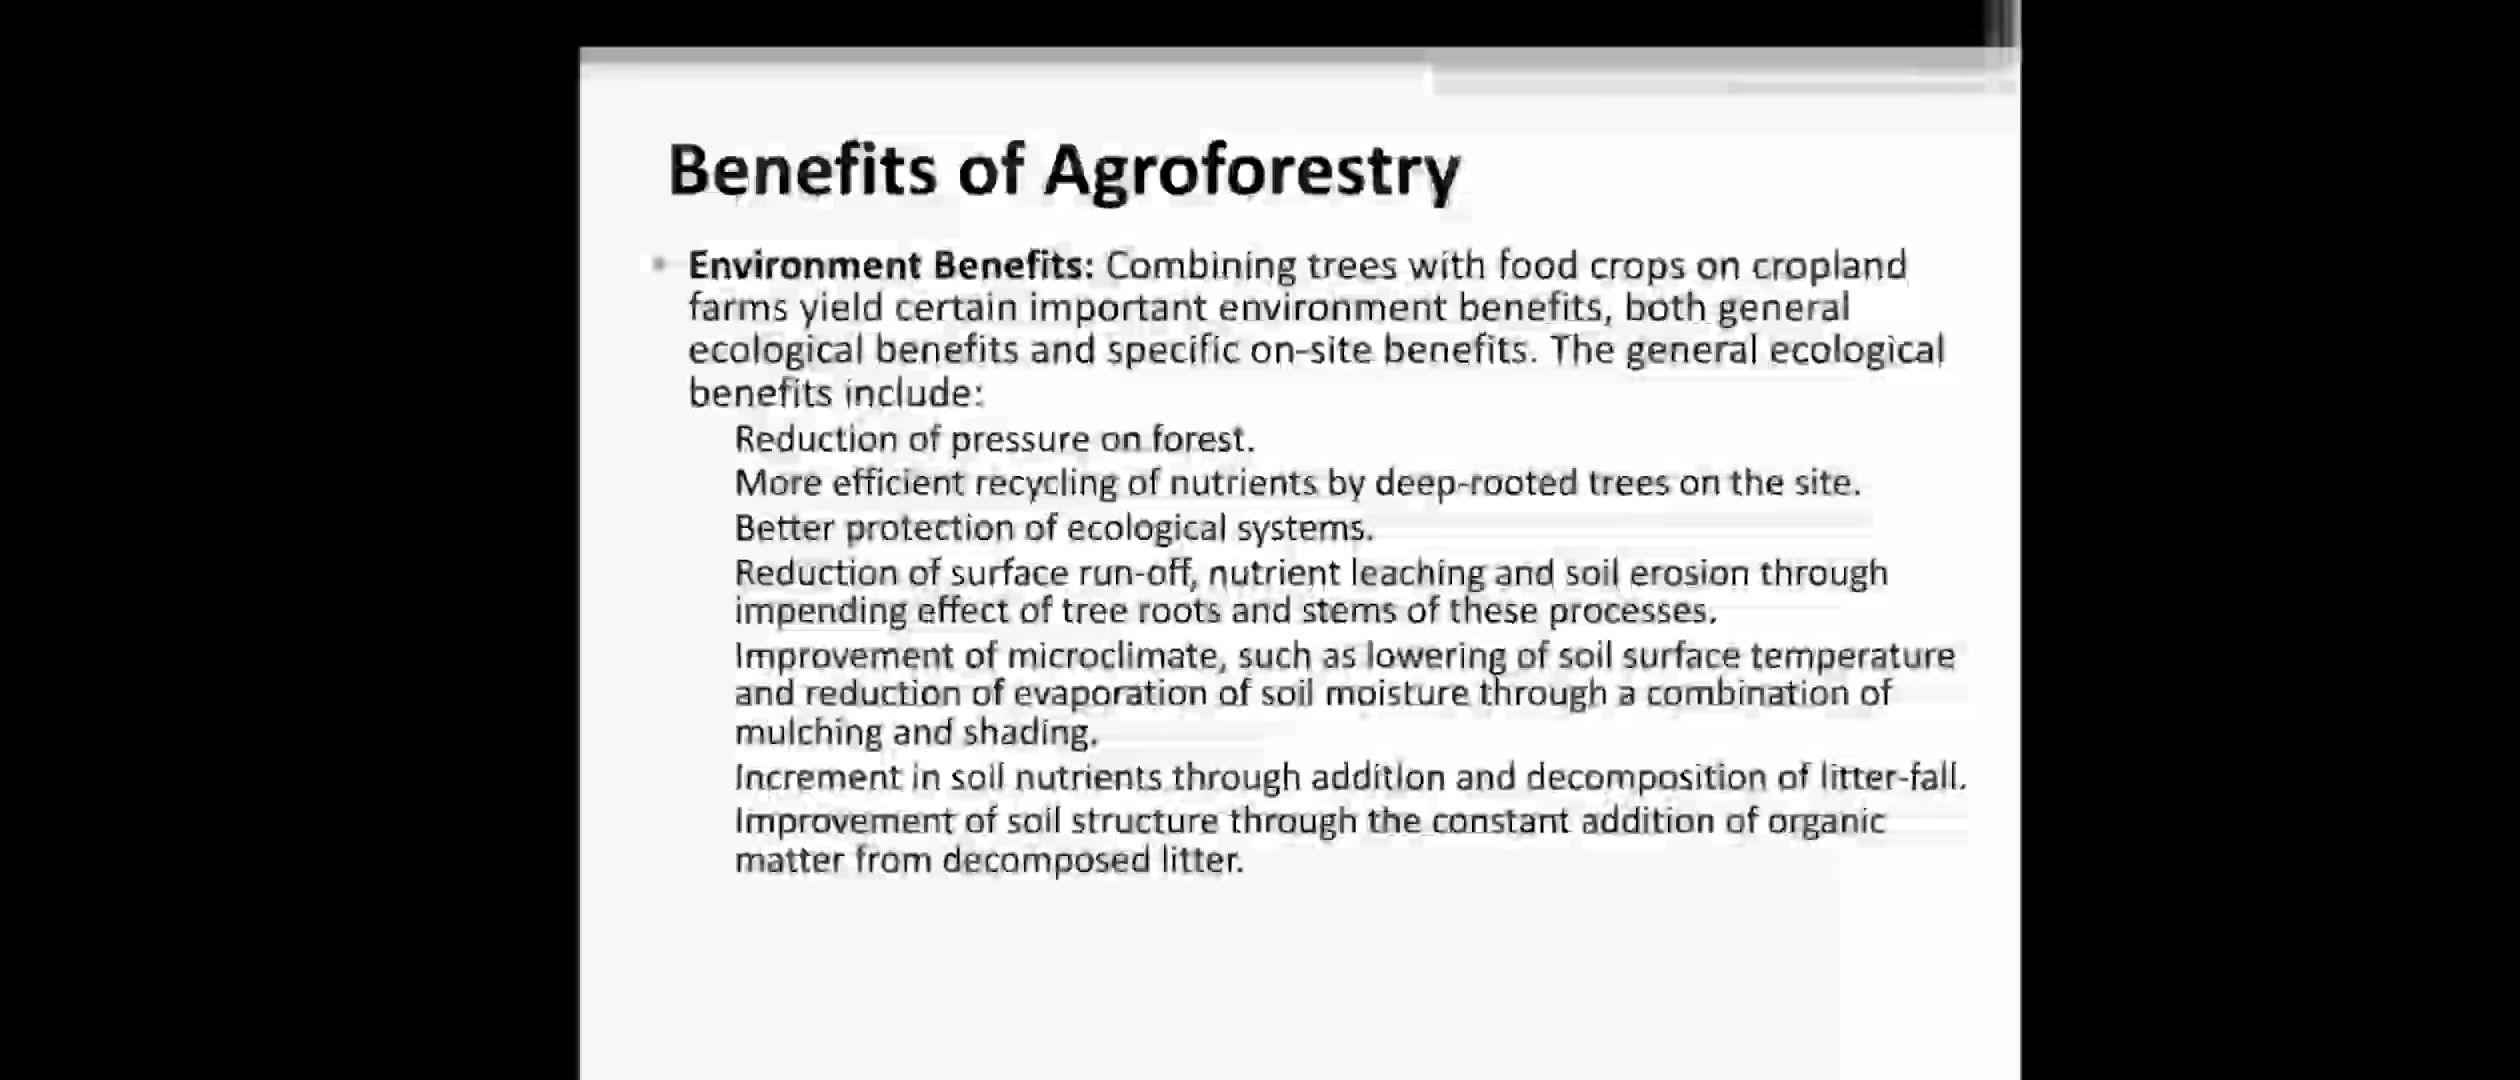 Benefits of Agroforestry
Environment Benefits: Combining trees with food crops on cropland
farms yield certain important environment benefits, both general
ecological benefits and specific on-site benefits. The general ecological
benefits include:
Reduction of pressure on forest.
More efficient recycling of nutrients by deep-rooted trees on the site.
Better protection of ecological systems.
Reduction of surface run-off, nutrient leaching and soil erosion through
impending effect of tree roots and stems of these processes.
Improvement of microclimate, such as lowering of soil surface temperature
and reduction of evaporation of soil moisture through a combination of
mulching and shading.
Increment in soil nutrients through addition and decomposition of litter-fall.
Improvement of soil structure through the constant addition of organic
matter from decomposed litter.